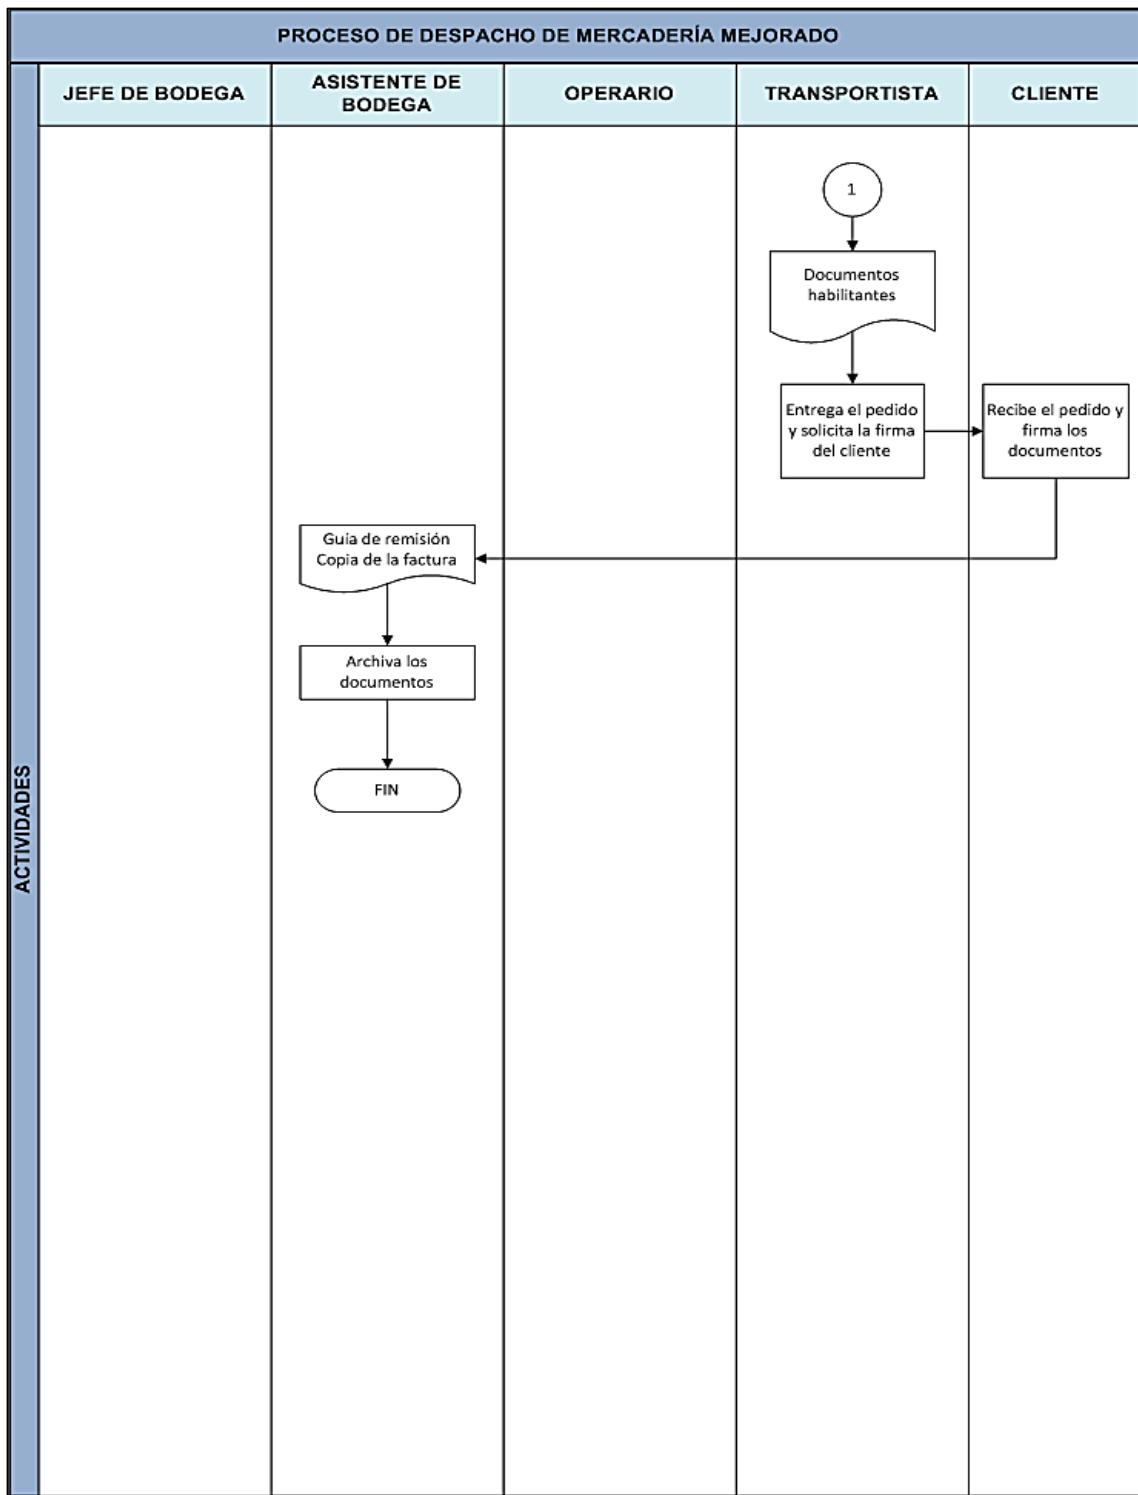 PROCESO DE DESPACHO DE MERCADERÍA MEJORADO
JEFE DE BODEGA
ASISTENTE DE
BODEGA
OPERARIO
TRANSPORTISTA
CLIENTE
ACTIVIDADES
1
Documentos
habilitantes
Entrega el pedido
y solicita la firma
del cliente
Recibe el pedido y
firma los
documentos
Guía de remisión
Copia de la factura
Archiva los
documentos
FIN